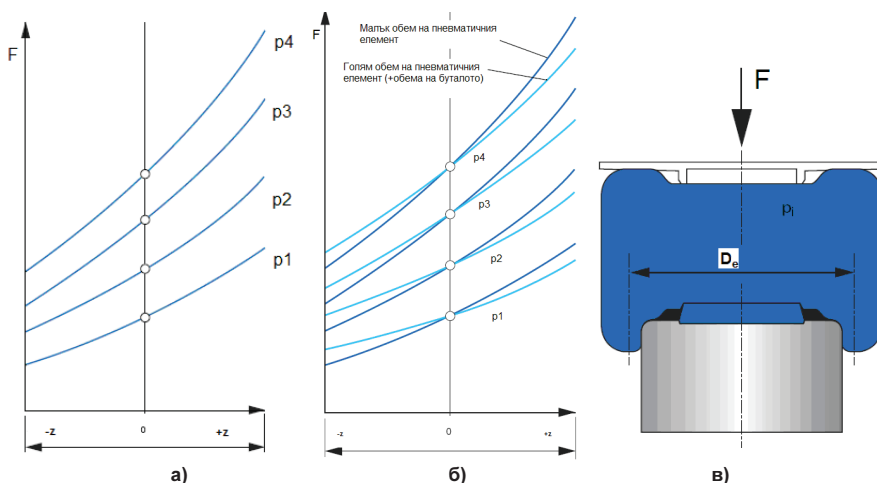 F
p4
p3
p2
p1
-z
0
+z
а)
F
Малък обем на пневматичния
елемент
Голям обем на пневматичния
елемент (+обема на буталото)
p4
p3
p2
p1
-z
0
+z
б)
F
pi
De
в)